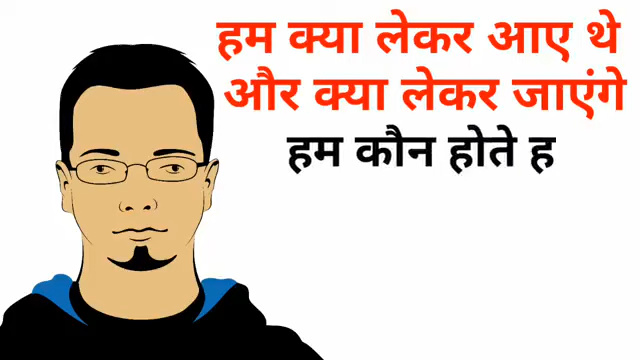 हम क्या लेकर आए थे
और क्या लेकर जाएंगे
हम कौन होते ह